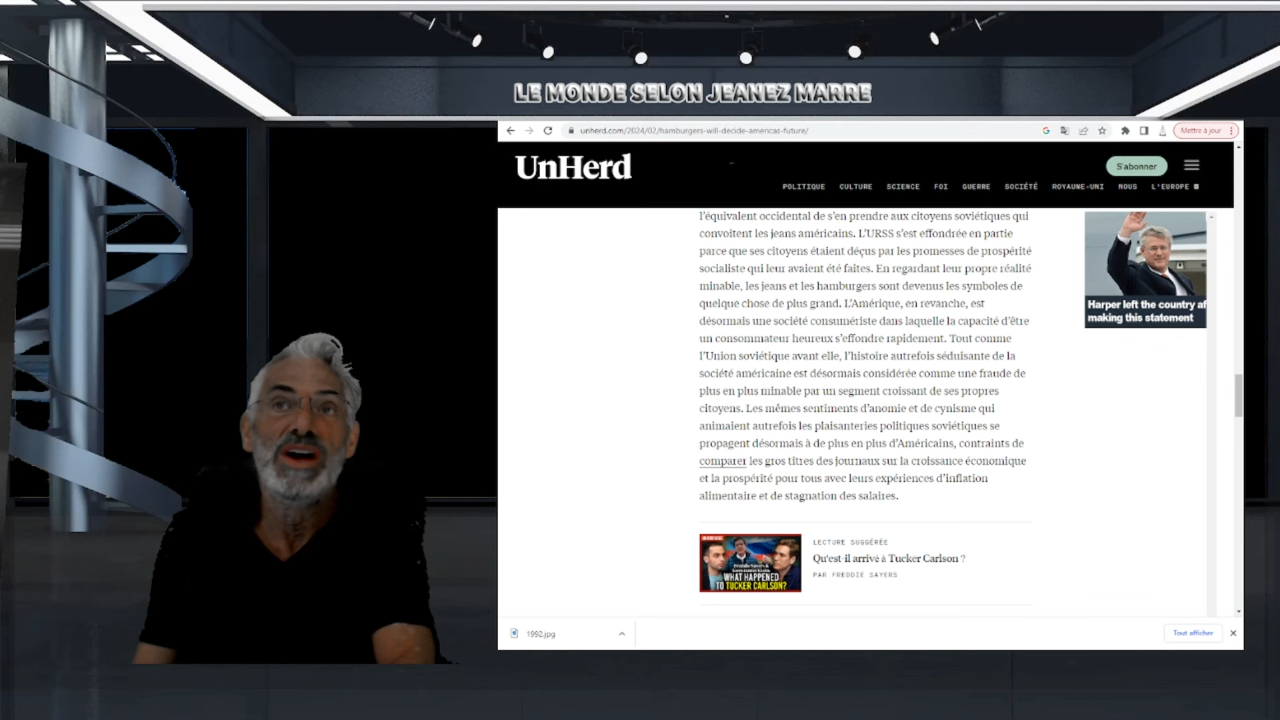 LE MONDE SELON JEANEZ MARRE
unherd.com/2024/02/hamburgers-will-decide-americas-future/
Mettre à jour
UnHerd
S'abonner
POLITIQUE CULTURE SCIENCE FOI GUERRE SOCIÉTÉ ROYAUME-UNI NOUS L'EUROPE
l'équivalent occidental de s'en prendre aux citoyens soviétiques qui
convoitent les jeans américains. L'URSS s'est effondrée en partie
parce que ses citoyens étaient déçus par les promesses de prospérité
socialiste qui leur avaient été faites. En regardant leur propre réalité
minable, les jeans et les hamburgers sont devenus les symboles de
quelque chose de plus grand. L'Amérique, en revanche, est
désormais une société consumériste dans laquelle la capacité d'être
un consommateur heureux s'effondre rapidement. Tout comme
l'Union soviétique avant elle, l'histoire autrefois séduisante de la
société américaine est désormais considérée comme une fraude de
plus en plus minable par un segment croissant de ses propres
citoyens. Les mêmes sentiments d'anomie et de cynisme qui
animaient autrefois les plaisanteries politiques soviétiques se
propagent désormais à de plus en plus d'Américains, contraints de
comparer les gros titres des journaux sur la croissance économique
et la prospérité pour tous avec leurs expériences d'inflation
alimentaire et de stagnation des salaires.
Harper left the country af
making this statement
LECTURE SUGGÉRÉE
Qu'est-il arrivé à Tucker Carlson ?
PAR FREDDIE SAYERS
WHAT HAPPENED
TO TUCKER CARLSON?
1992.jpg
Tout afficher